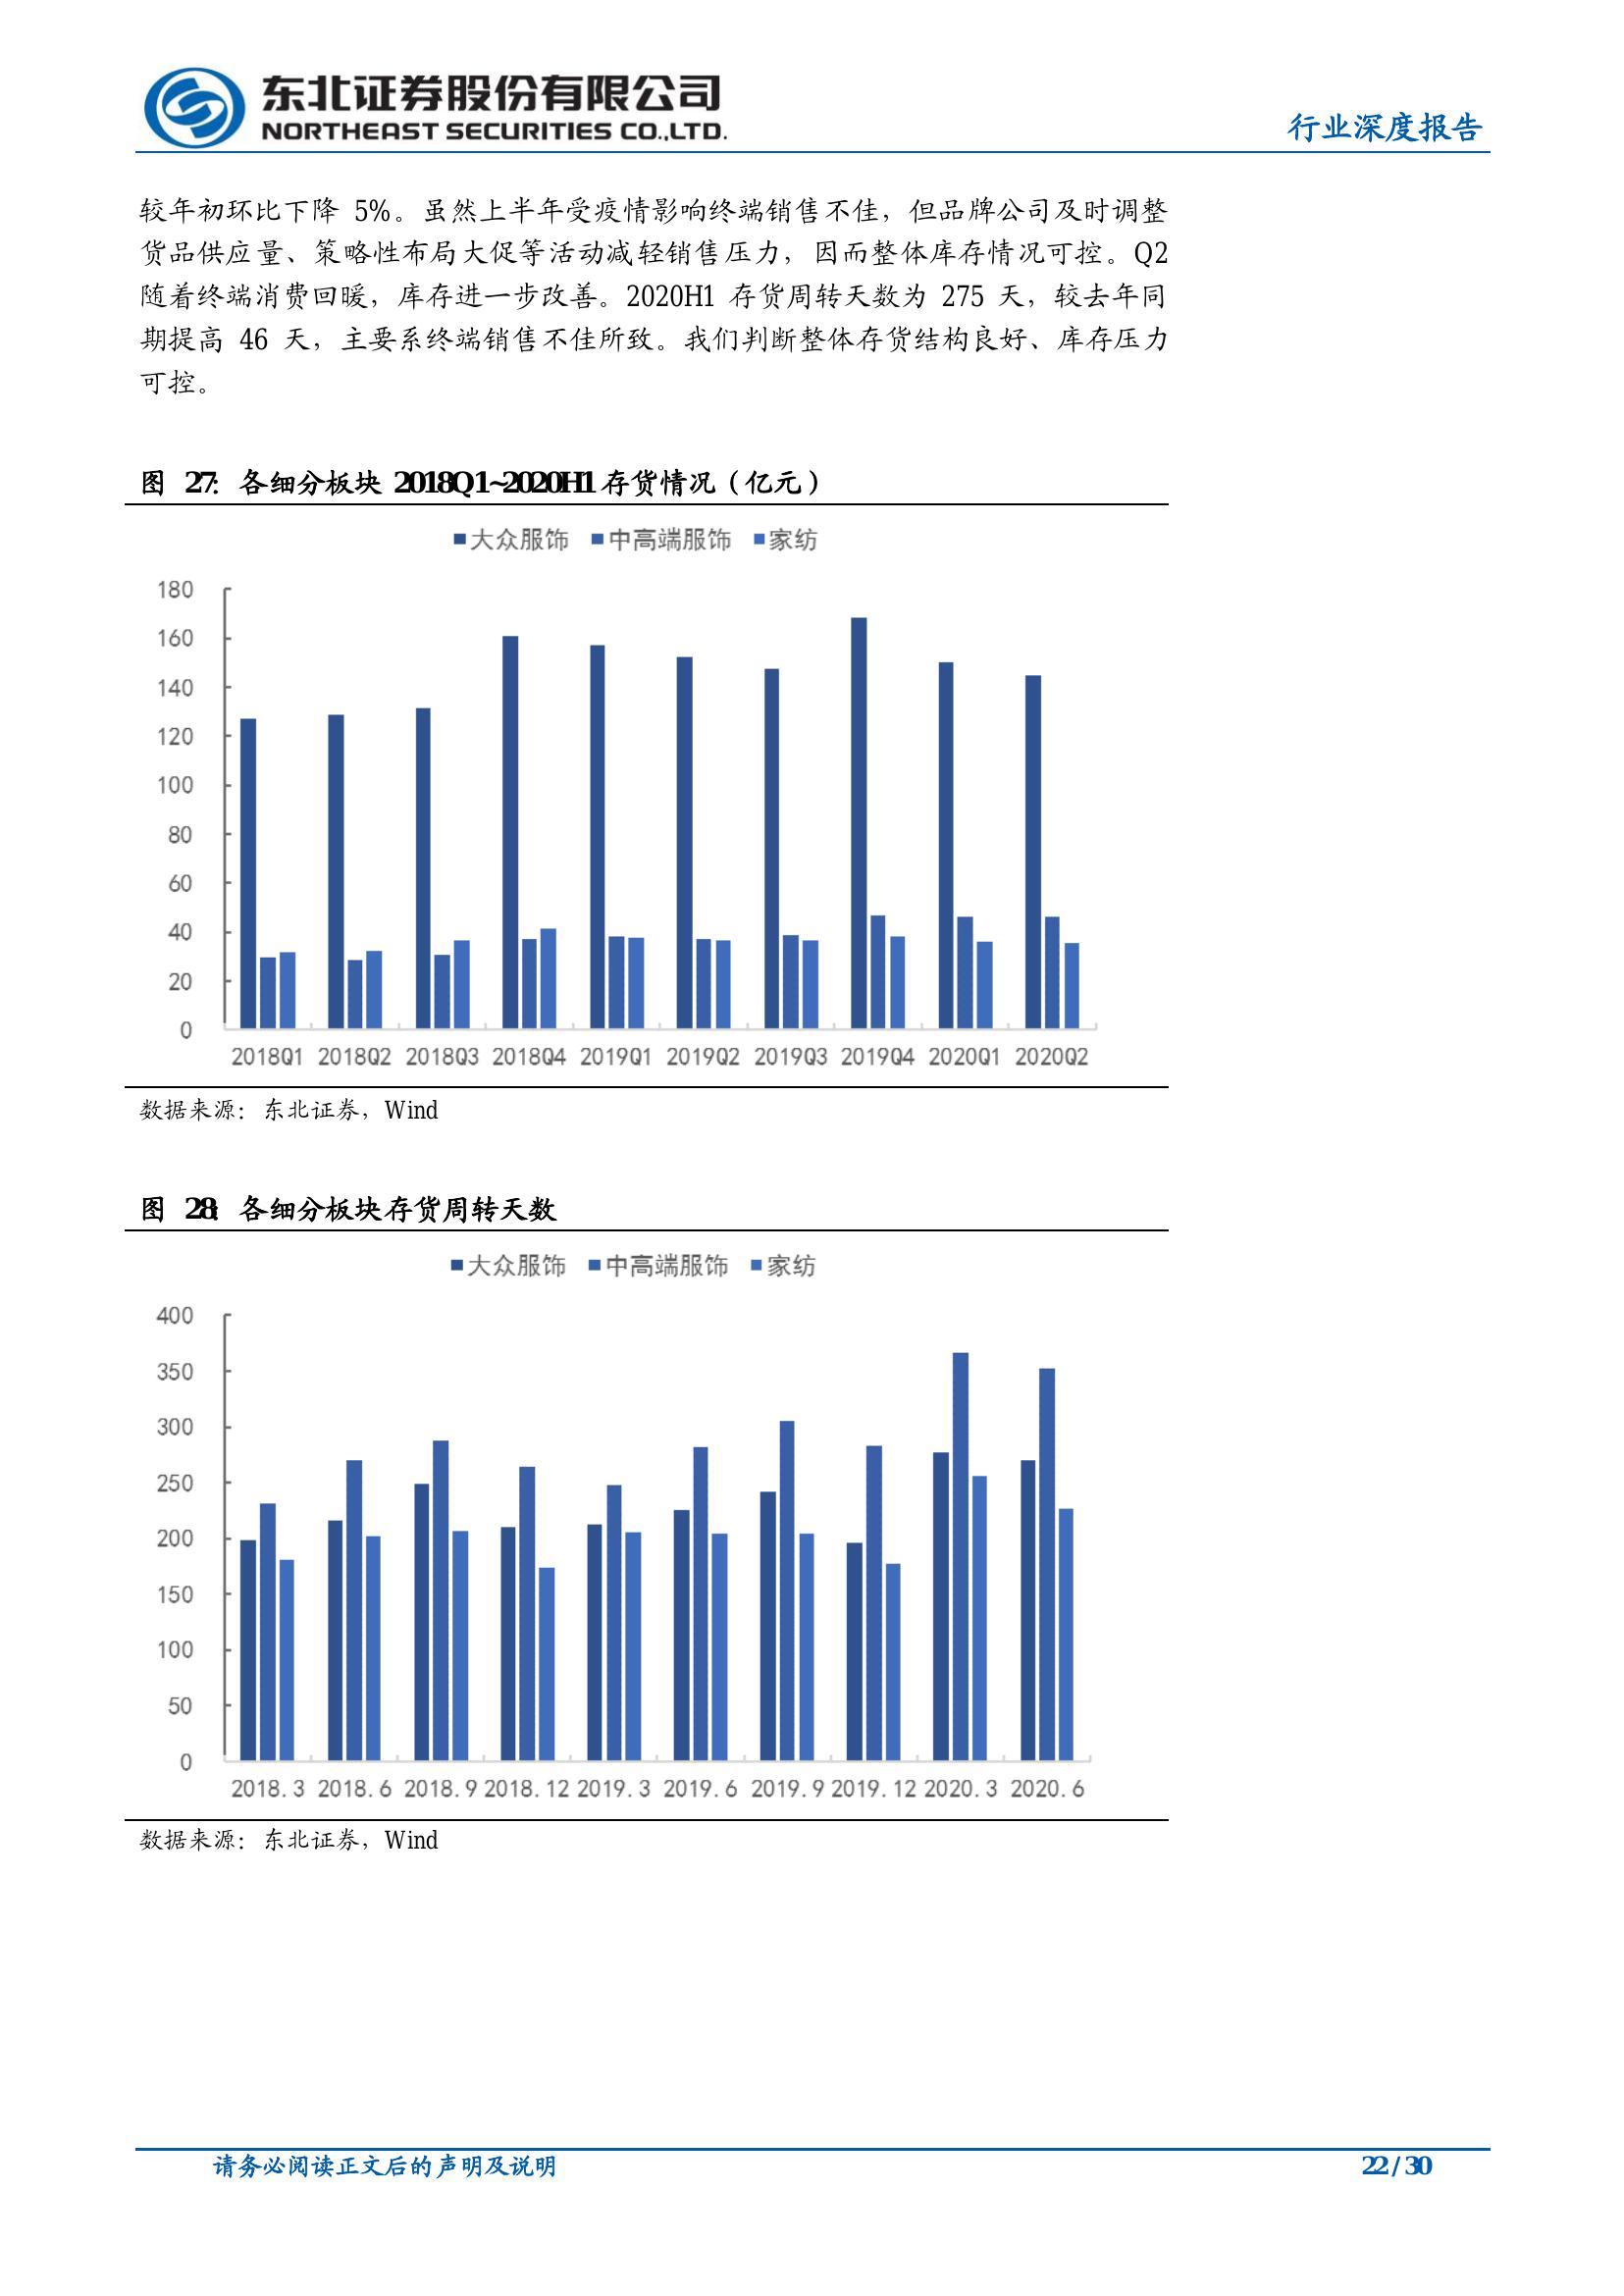 东北证券股份有限公司
NORTHEAST SECURITIES CO.,LTD.
行业深度报告
较年初环比下降 5%。虽然上半年受疫情影响终端销售不佳，但品牌公司及时调整
货品供应量、策略性布局大促等活动减轻销售压力，因而整体库存情况可控。Q2
随着终端消费回暖，库存进一步改善。2020H1 存货周转天数为 275 天，较去年同
期提高 46 天，主要系终端销售不佳所致。我们判断整体存货结构良好、库存压力
可控。
图 27：各细分板块 2018Q1~2020H1 存货情况（亿元）
大众服饰 中高端服饰 家纺
180
160
140
120
100
80
60
40
20
0
2018Q1 2018Q2 2018Q3 2018Q4 2019Q1 2019Q2 2019Q3 2019Q4 2020Q1 2020Q2
数据来源：东北证券，Wind
图 28：各细分板块存货周转天数
大众服饰 中高端服饰 家纺
400
350
300
250
200
150
100
50
0
2018.3 2018.6 2018.9 2018.12 2019.3 2019.6 2019.9 2019.12 2020.3 2020.6
数据来源：东北证券，Wind
请务必阅读正文后的声明及说明
22 / 30